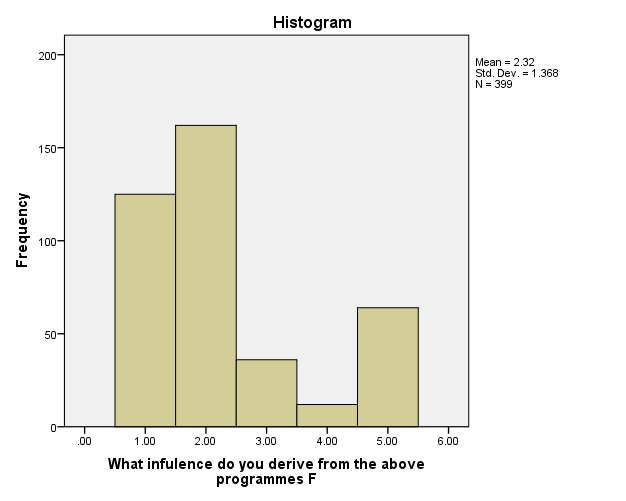 Histogram
200
150
100
50
0
Frequency
.00 1.00 2.00 3.00 4.00 5.00 6.00
What infulence do you derive from the above
programmes F
Mean = 2.32
Std. Dev. = 1.368
N = 399